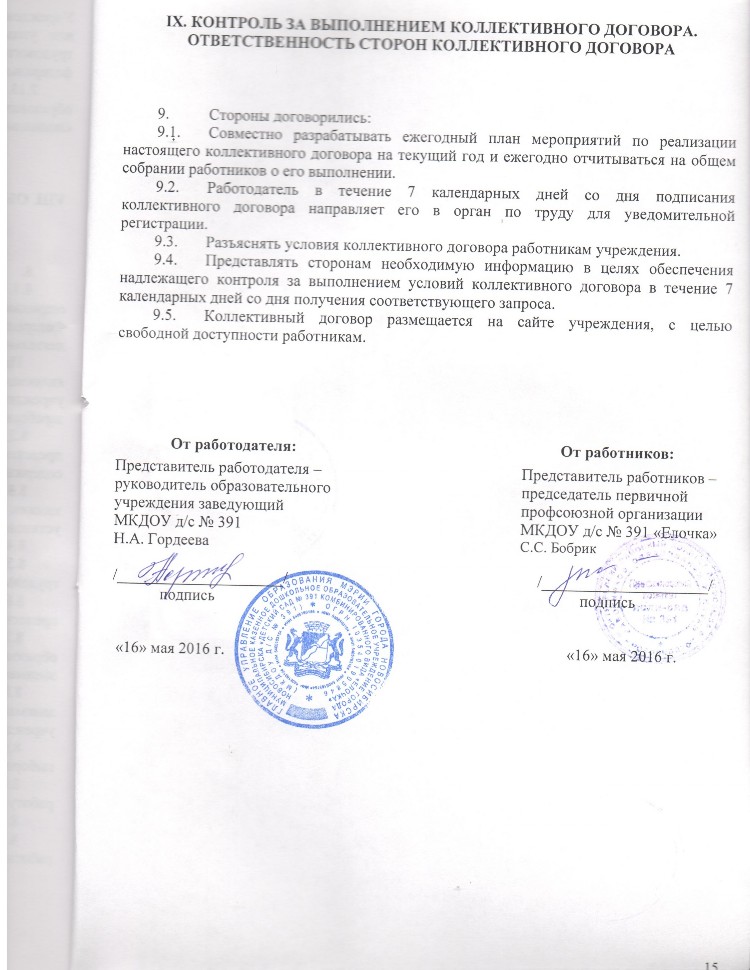 IX. КОНТРОЛЬ ЗА ВЫПОЛНЕНИЕМ КОЛЛЕКТИВНОГО ДОГОВОРА.
ОТВЕТСТВЕННОСТЬ СТОРОН КОЛЛЕКТИВНОГО ДОГОВОРА
9. Стороны договорились:
9.1. Совместно разрабатывать ежегодный план мероприятий по реализации
настоящего коллективного договора на текущий год и ежегодно отчитываться на общем
собрании работников о его выполнении.
9.2. Работодатель в течение 7 календарных дней со дня подписания
коллективного договора направляет его в орган по труду для уведомительной
регистрации.
9.3. Разъяснять условия коллективного договора работникам учреждения.
9.4. Представлять сторонам необходимую информацию в целях обеспечения
надлежащего контроля за выполнением условий коллективного договора в течение 7
календарных дней со дня получения соответствующего запроса.
9.5. Коллективный договор размещается на сайте учреждения, с целью
свободной доступности работникам.
От работодателя:
Представитель работодателя –
руководитель образовательного
учреждения заведующий
МКДОУ д/с № 391
Н.А. Гордеева
/ /
подпись
«16» мая 2016 г.
От работников:
Представитель работников –
председатель первичной
профсоюзной организации
МКДОУ д/с № 391 «Елочка»
С.С. Бобрик
/ /
подпись
«16» мая 2016 г.
ГЛАВНОЕ УПРАВЛЕНИЕ ОБРАЗОВАНИЯ МЭРИИ ГОРОДА НОВОСИБИРСКА
МУНИЦИПАЛЬНОЕ КАЗЕННОЕ ДОШКОЛЬНОЕ ОБРАЗОВАТЕЛЬНОЕ УЧРЕЖДЕНИЕ ГОРОДА
НОВОСИБИРСКА «ДЕТСКИЙ САД № 391 КОМБИНИРОВАННОГО ВИДА «ЕЛОЧКА»
15